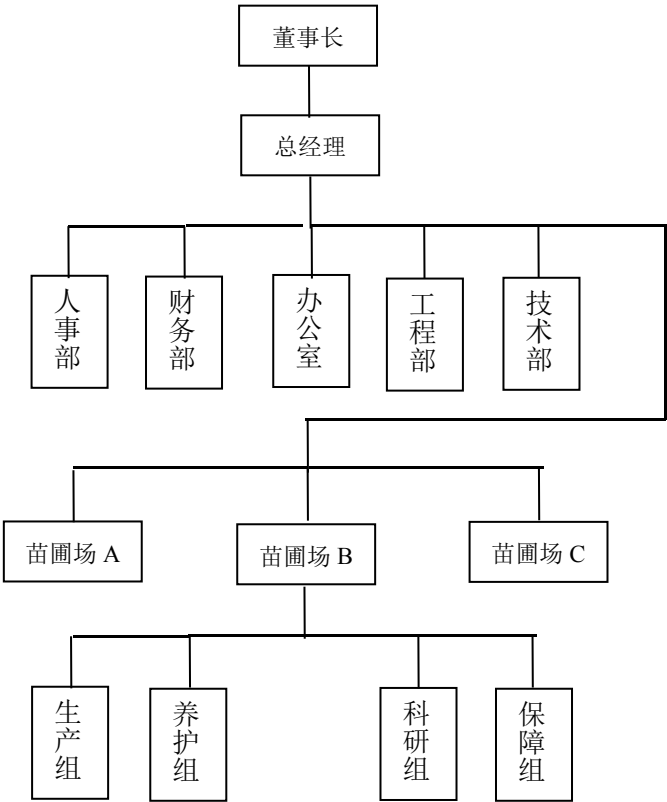 董事长
总经理
人事部
财务部
办公室
工程部
技术部
苗圃场 A
苗圃场 B
苗圃场 C
生产组
养护组
科研组
保障组